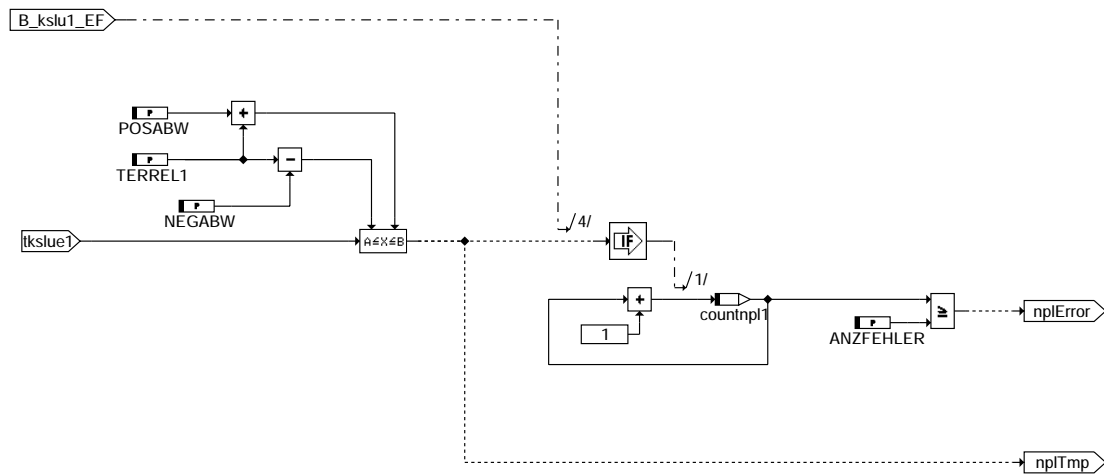 B_kslu1_EF
P
POSABW
+
P
TERREL1
-
P
NEGABW
tkslue1
A≤X≤B
/4/
IF
/1/
+
1
countnpl1
P
ANZFEHLER
≥
nplError
nplTmp